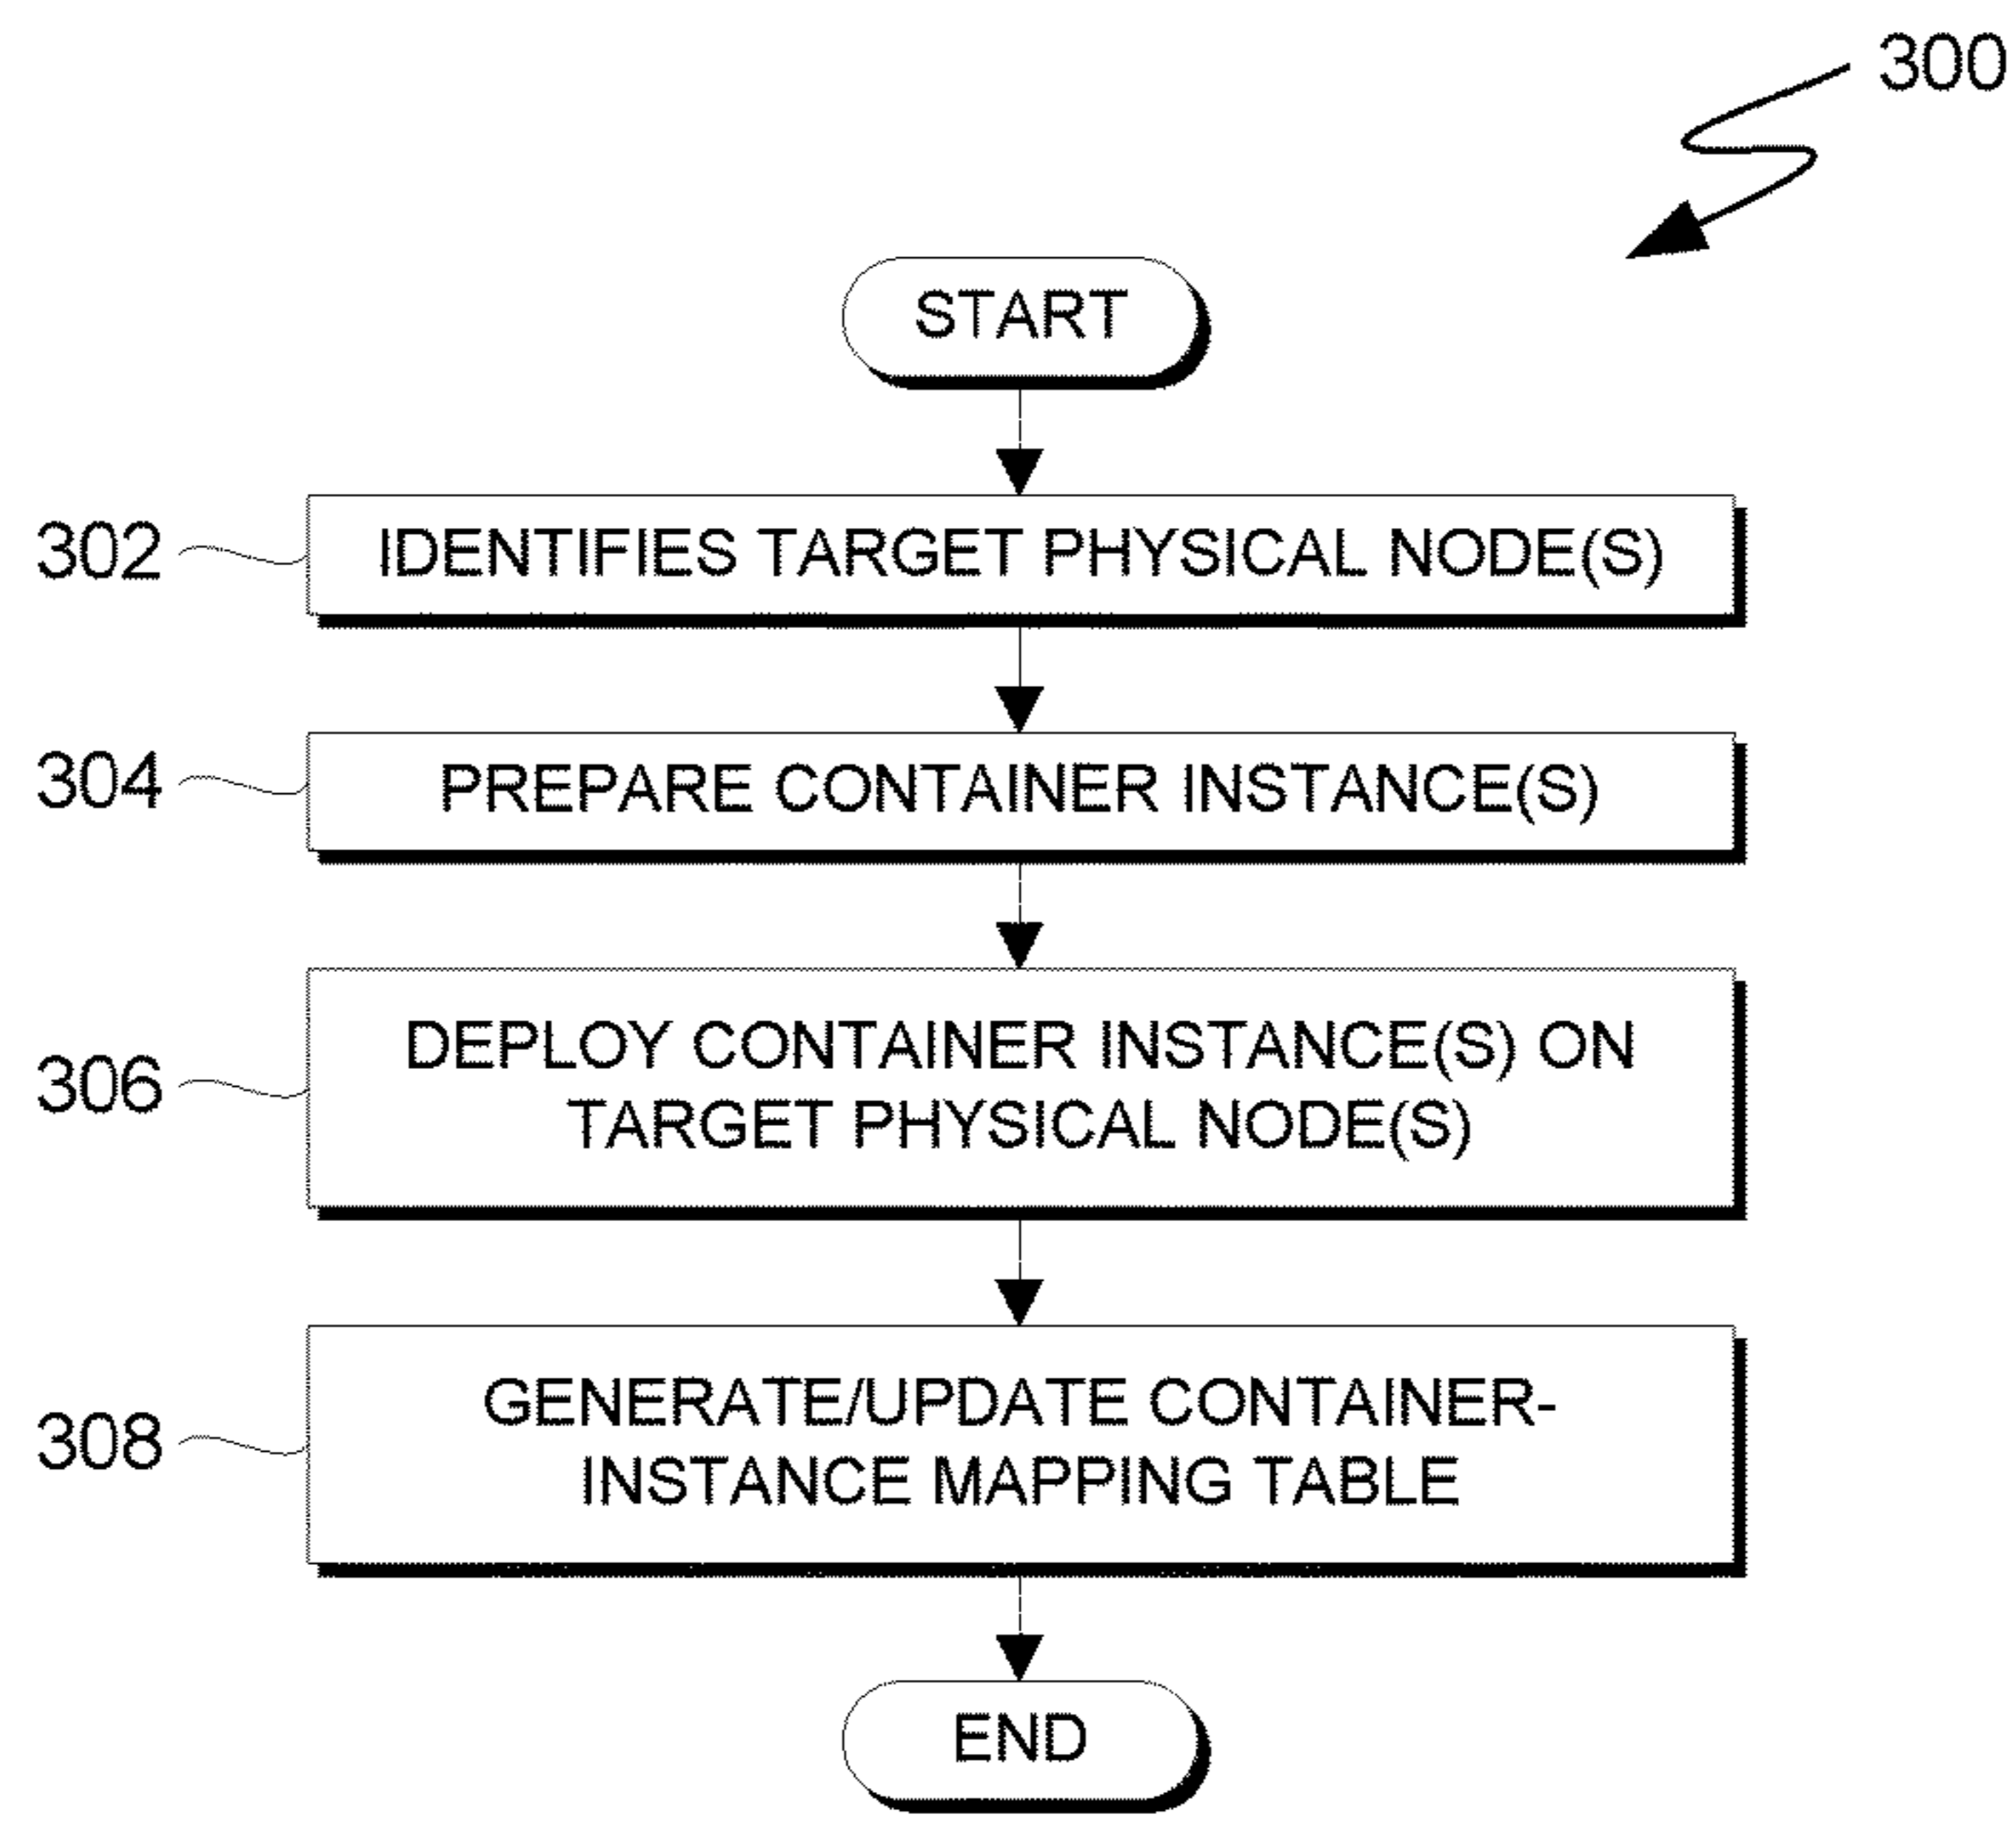 300
START
302
IDENTIFIES TARGET PHYSICAL NODE(S)
304
PREPARE CONTAINER INSTANCE(S)
306
DEPLOY CONTAINER INSTANCE(S) ON
TARGET PHYSICAL NODE(S)
308
GENERATE/UPDATE CONTAINER-
INSTANCE MAPPING TABLE
END